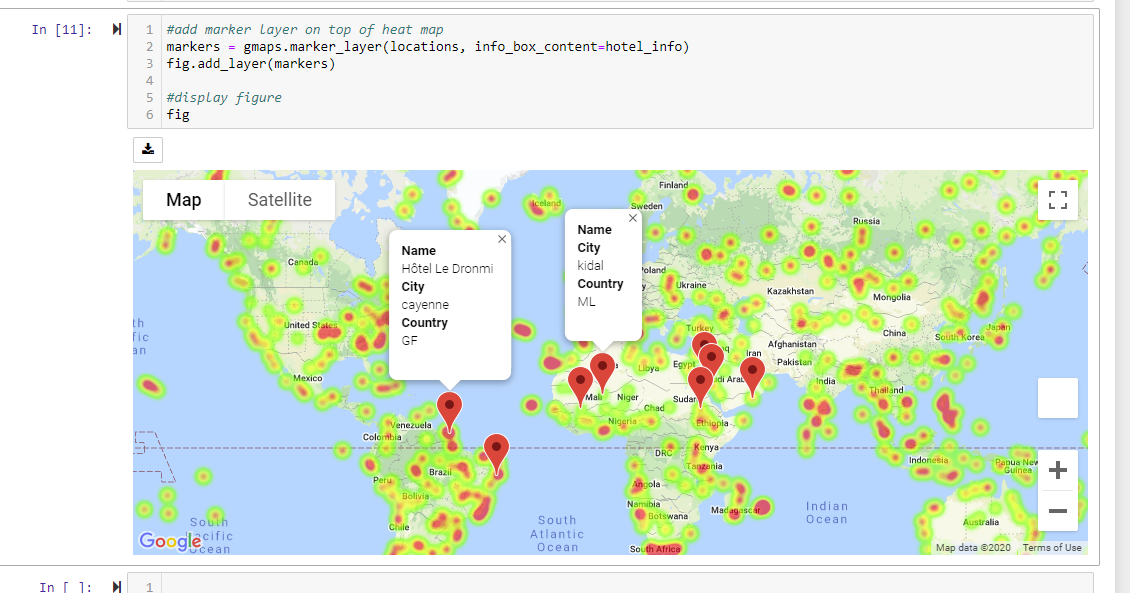 In [11]:
1 #add marker layer on top of heat map
2 markers = gmaps.marker_layer(locations, info_box_content=hotel_info)
3 fig.add_layer(markers)
4
5 #display figure
6 fig
Map Satellite
Finland
Iceland
Sweden
Russia
Name
Hôtel Le Dronmi
City
cayenne
Country
GF
Name
City
kidal
Country
ML
Canada
Poland
Ukraine
Kazakhstan
Mongolia
United States
Turkey
China
Japan
South Korea
Afghanistan
Iran
Pakistan
Mexico
Libya
Egypt
India
Thailand
Mali
Niger
Sudan
Chad
Venezuela
Nigeria
Ethiopia
Colombia
DRC
Kenya
Indonesia
Papua New
Guinea
Brazil
Tanzania
Peru
Angola
Bolivia
Namibia
Botswana
Madagascar
Indian
Ocean
Chile
South
Pacific
Ocean
South
Atlantic
Ocean
Australia
South Africa
Google
Map data ©2020 Terms of Use
In [ ]:
1